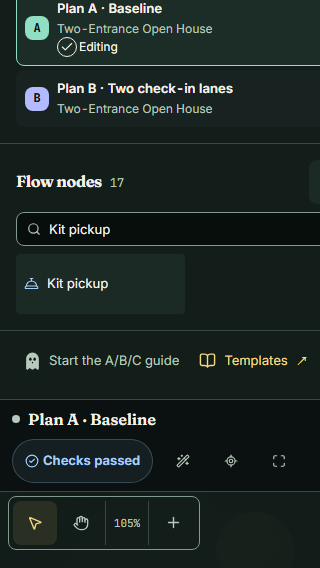 Plan A · Baseline
A
Two-Entrance Open House
Editing
Plan B · Two check-in lanes
B
Two-Entrance Open House
Flow nodes 17
Kit pickup
Kit pickup
Start the A/B/C guide Templates ↗
Plan A · Baseline
Checks passed
105% +